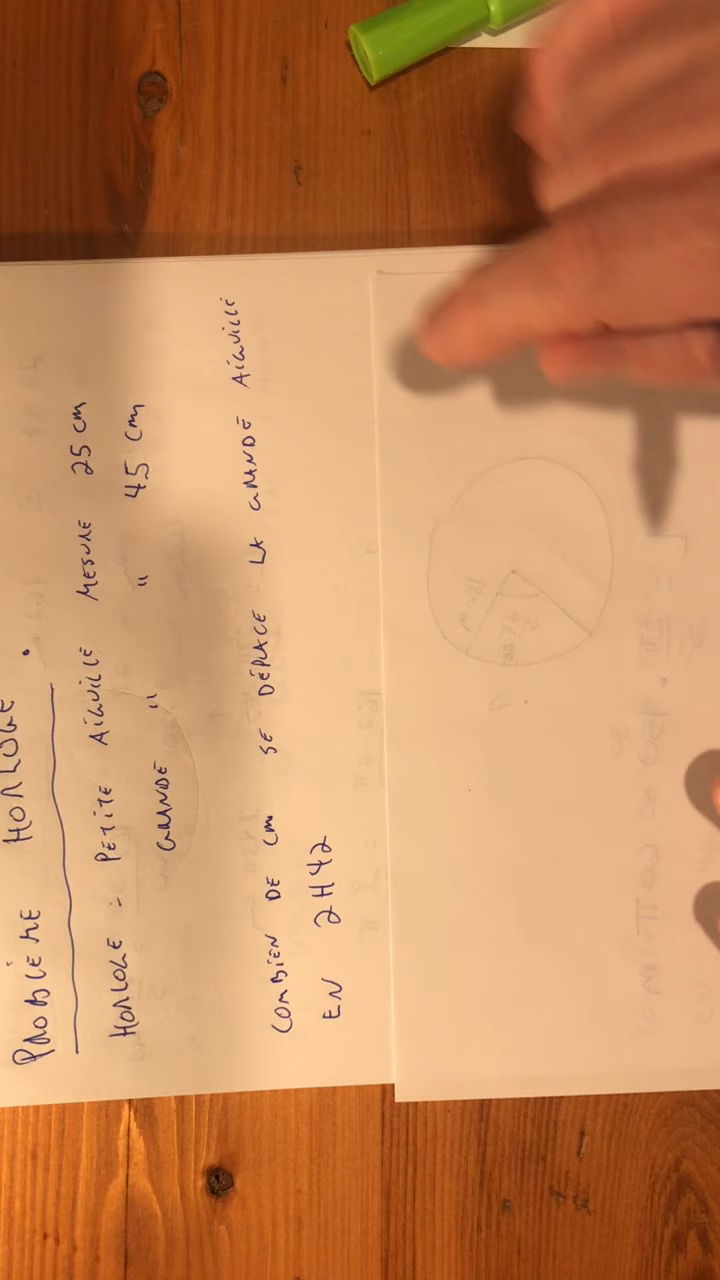 PROBLÈME HORLOGE .
HORLOGE : PETITE AIGUILLE MESURE 25 cm
GRANDE " " 45 cm
COMBIEN DE cm SE DÉPLACE LA GRANDE AIGUILLE
EN 2H42